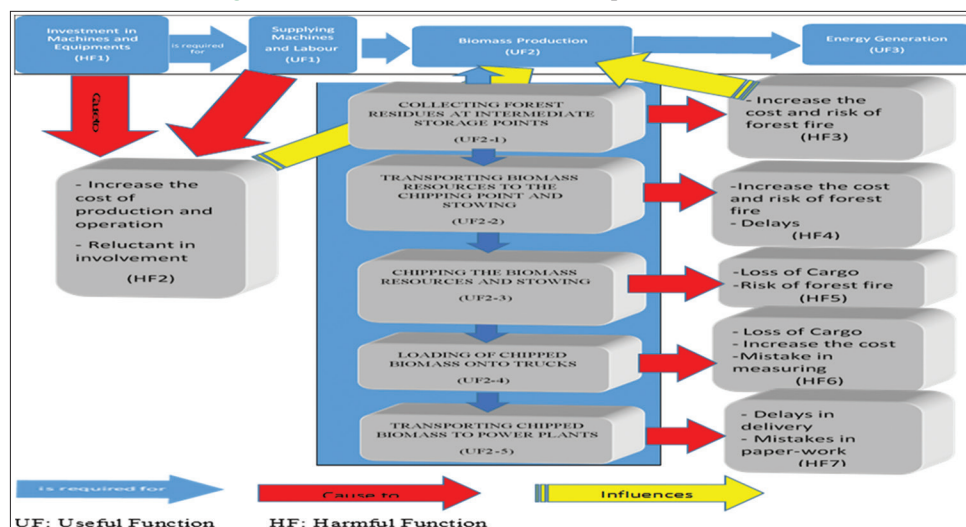 Investment in
Machines and
Equipments
(HF1)
is required
for
Supplying
Machines
and Labour
(UF1)
Biomass Production
(UF2)
Energy Generation
(UF3)
Cause to
- Increase the
cost of
production and
operation
- Reluctant in
involvement
(HF2)
COLLECTING FOREST
RESIDUES AT INTERMEDIATE
STORAGE POINTS
(UF2-1)
TRANSPORTING BIOMASS
RESOURCES TO THE
CHIPPING POINT AND
STOWING
(UF2-2)
CHIPPING THE BIOMASS
RESOURCES AND STOWING
(UF2-3)
LOADING OF CHIPPED
BIOMASS ONTO TRUCKS
(UF2-4)
TRANSPORTING CHIPPED
BIOMASS TO POWER PLANTS
(UF2-5)
- Increase the
cost and risk of
forest fire
(HF3)
-Increase the cost
and risk of forest
fire
- Delays
(HF4)
-Loss of Cargo
-Risk of forest fire
(HF5)
- Loss of Cargo
- Increase the cost
-Mistake in
measuring
(HF6)
- Delays in
delivery
- Mistakes in
paper-work
(HF7)
is required for
Cause to
Influences
UF: Useful Function
HF: Harmful Function